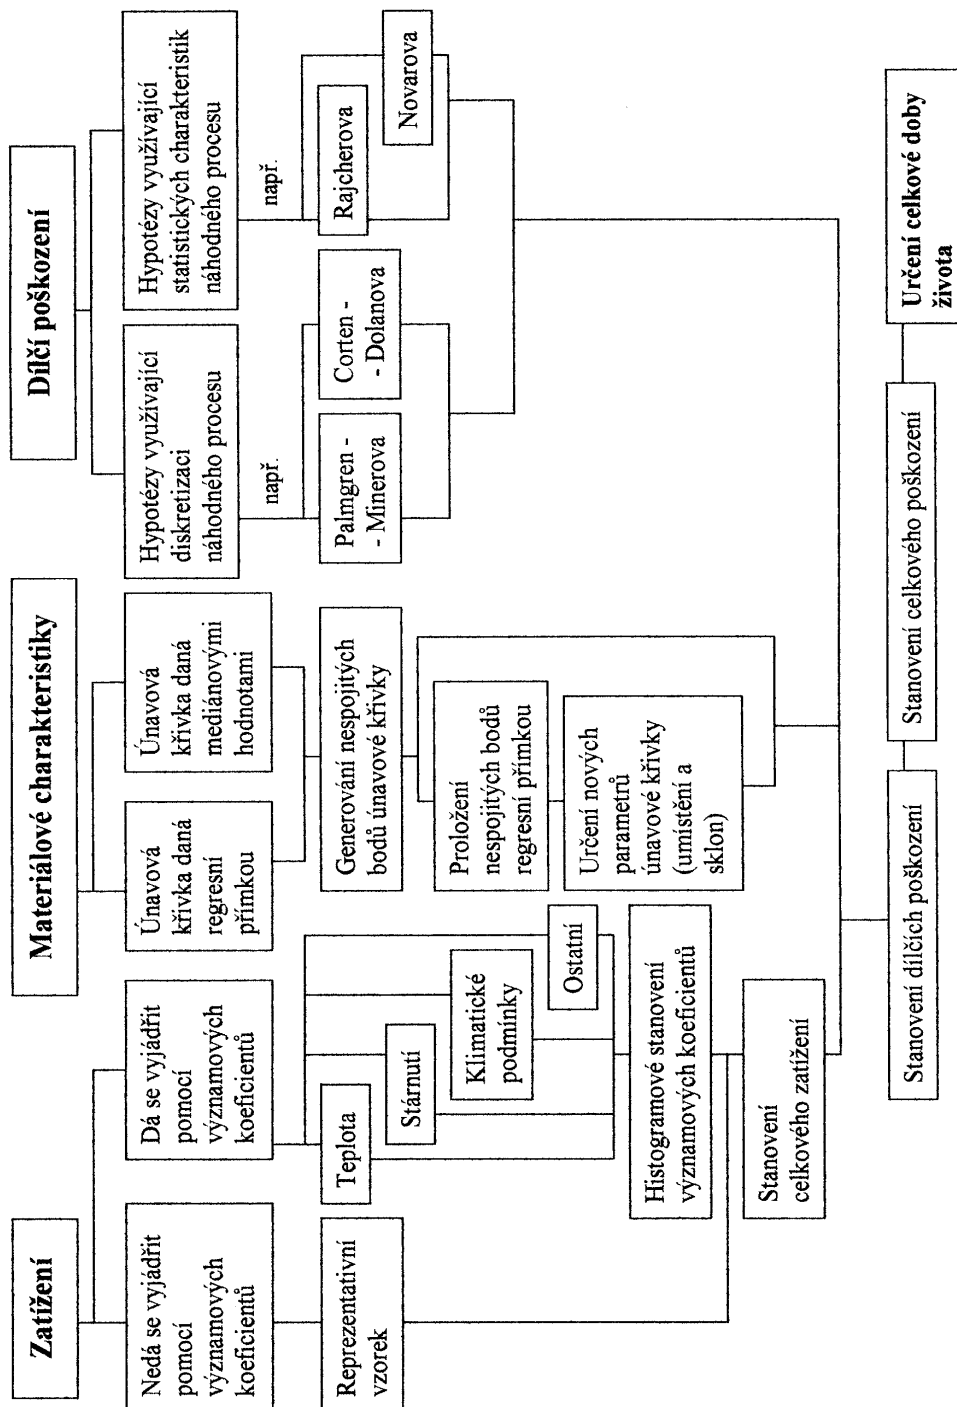 Zatížení
Materiálové charakteristiky
Dílčí poškození
Nedá se vyjádřit
pomocí
významových
koeficientů
Dá se vyjádřit
pomocí
významových
koeficientů
Únavová
křivka daná
regresní
přímkou
Únavová
křivka daná
mediánovými
hodnotami
Hypotézy využívající
diskretizaci
náhodného procesu
Hypotézy využívající
statistických charakteristik
náhodného procesu
např.
např.
Reprezentativní
vzorek
Teplota
Stárnutí
Klimatické
podmínky
Ostatní
Generování nespojitých
bodů únavové křivky
Palmgren -
- Minerova
Corten -
- Dolanova
Rajcherova
Novarova
Proložení
nespojitých bodů
regresní přímkou
Určení nových
parametrů
únavové křivky
(umístění a
sklon)
Histogramové stanovení
významových koeficientů
Stanovení
celkového zatížení
Stanovení dílčích poškození
Stanovení celkového poškození
Určení celkové doby
života